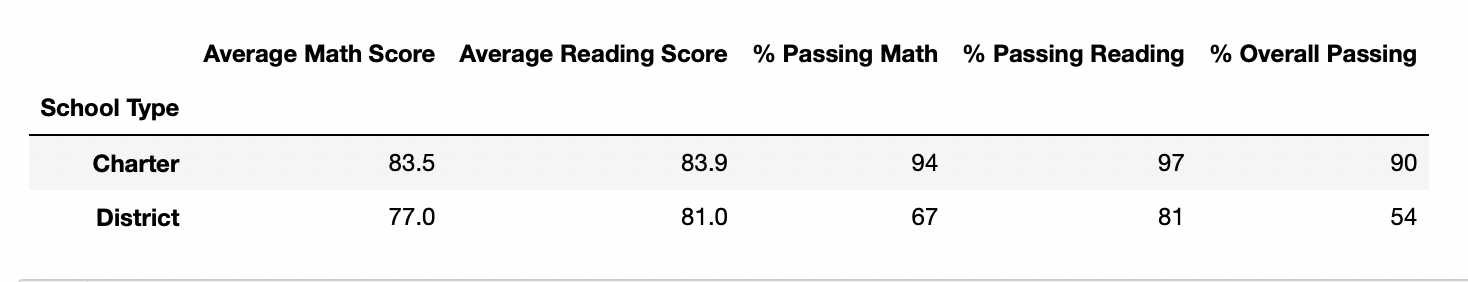 Average Math Score Average Reading Score % Passing Math % Passing Reading % Overall Passing
School Type
Charter 83.5 83.9 94 97 90
District 77.0 81.0 67 81 54